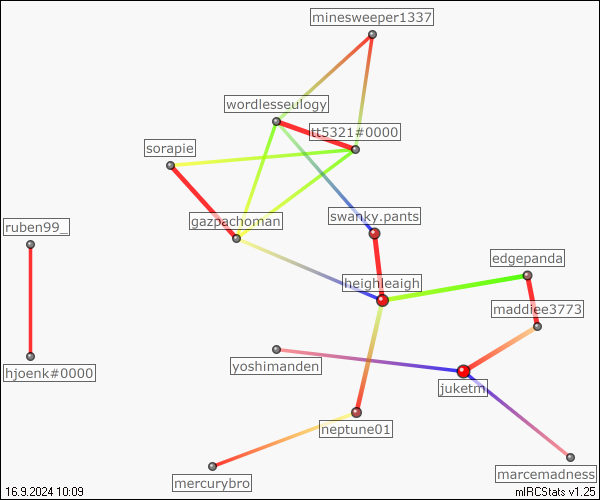 minesweeper1337
wordlesseulogy
tt5321#0000
sorapie
gazpachoman
swanky.pants
ruben99_
edgepanda
heighleaigh
maddiee3773
yoshimanden
hjoenk#0000
juketm
neptune01
marcemadness
mercurybro
16.9.2024 10:09
mIRCStats v1.25